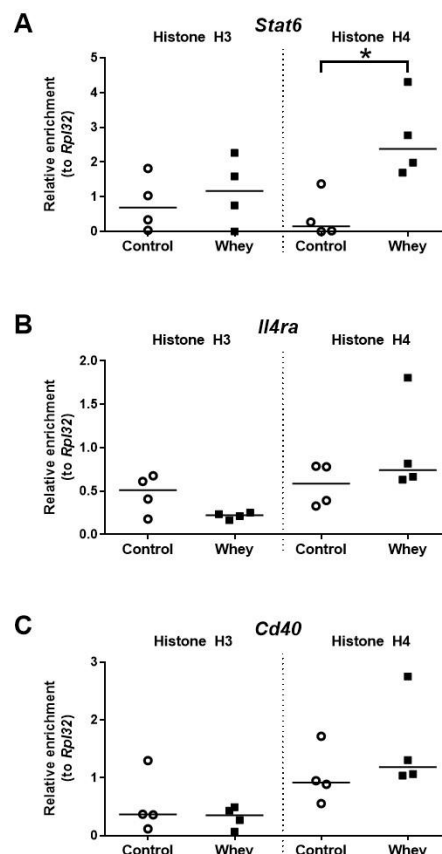 A
Stat6
Histone H3
Histone H4
*
Relative enrichment
(to Rpl32)
5
4
3
2
1
0
Control
Whey
Control
Whey
B
Il4ra
Histone H3
Histone H4
Relative enrichment
(to Rpl32)
2.0
1.5
1.0
0.5
0.0
Control
Whey
Control
Whey
C
Cd40
Histone H3
Histone H4
Relative enrichment
(to Rpl32)
3
2
1
0
Control
Whey
Control
Whey